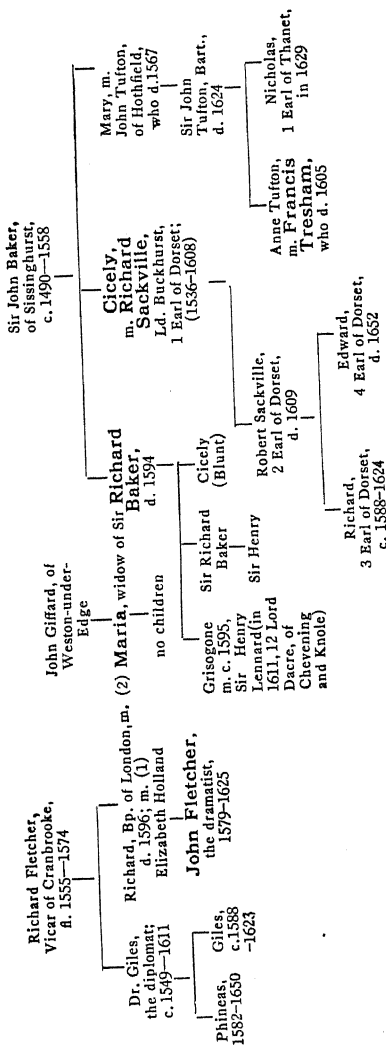 Richard Fletcher,
Vicar of Cranbrooke,
fl. 1555—1574
Dr. Giles,
the diplomat;
c. 1549—1611
Phineas,
1582-1650
Giles,
c.1588
-1623
Richard, Bp. of London, m.
d. 1596; m. (1)
Elizabeth Holland
John Fletcher,
the dramatist,
1579-1625
John Giffard, of
Weston-under-
Edge
(2) Maria, widow of Sir Richard
Baker,
d. 1594
no children
Sir John Baker,
of Sissinghurst,
c. 1490—1558
Grisogone
m. c. 1595,
Sir Henry
Lennard (in
1611, 12 Lord
Dacre, of
Chevening
and Knole)
Sir Richard
Baker
Sir Henry
Cicely
(Blunt)
Cicely,
m. Richard
Sackville,
Ld. Buckhurst,
1 Earl of Dorset;
(1536-1608)
Robert Sackville,
2 Earl of Dorset,
d. 1609
Richard,
3 Earl of Dorset,
c. 1588-1624
Edward,
4 Earl of Dorset,
d. 1652
Mary, m.
John Tufton,
of Hothfield,
who d.1567
Sir John
Tufton, Bart.,
d. 1624
Anne Tufton,
m. Francis
Tresham,
who d. 1605
Nicholas,
1 Earl of Thanet,
in 1629